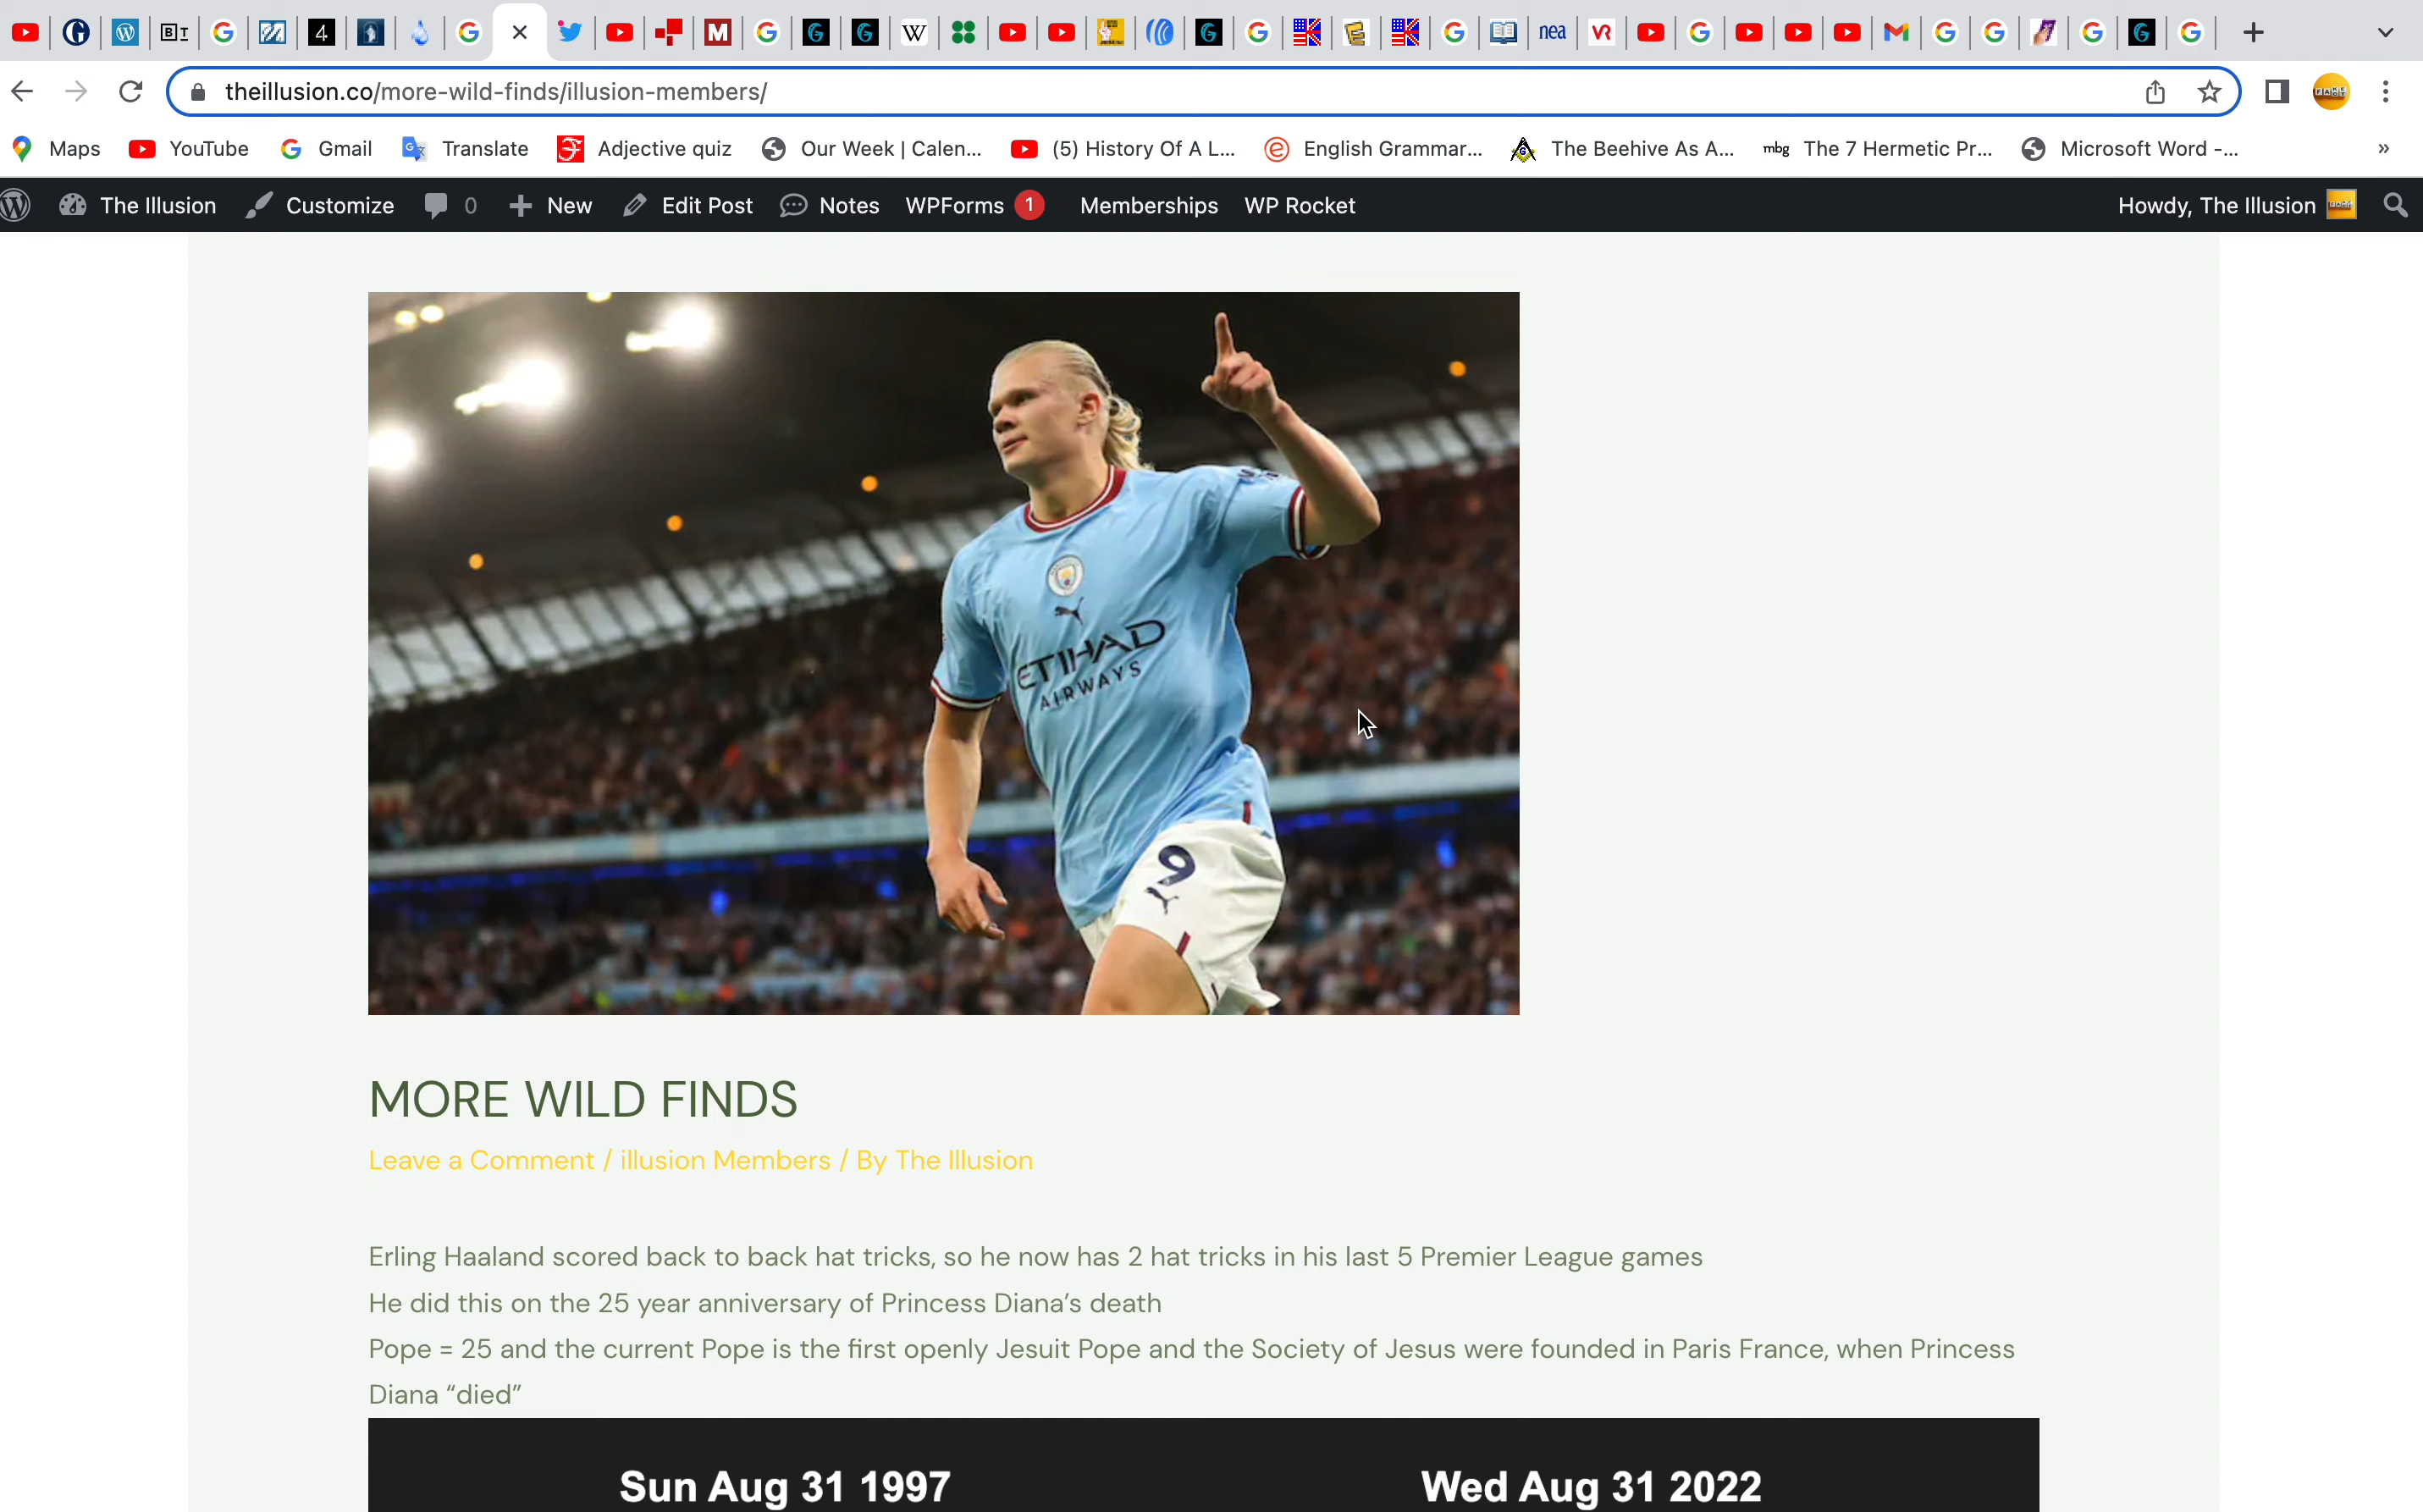 theillusion.co/more-wild-finds/illusion-members/
Maps YouTube Gmail Translate Adjective quiz Our Week | Calen... (5) History Of A L... English Grammar... The Beehive As A... mbg The 7 Hermetic Pr... Microsoft Word -... »
The Illusion Customize 0 New Edit Post Notes WPForms 1 Memberships WP Rocket Howdy, The Illusion
ETIHAD
AIRWAYS
9
MORE WILD FINDS
Leave a Comment / illusion Members / By The Illusion
Erling Haaland scored back to back hat tricks, so he now has 2 hat tricks in his last 5 Premier League games
He did this on the 25 year anniversary of Princess Diana’s death
Pope = 25 and the current Pope is the first openly Jesuit Pope and the Society of Jesus were founded in Paris France, when Princess
Diana “died”
Sun Aug 31 1997 Wed Aug 31 2022